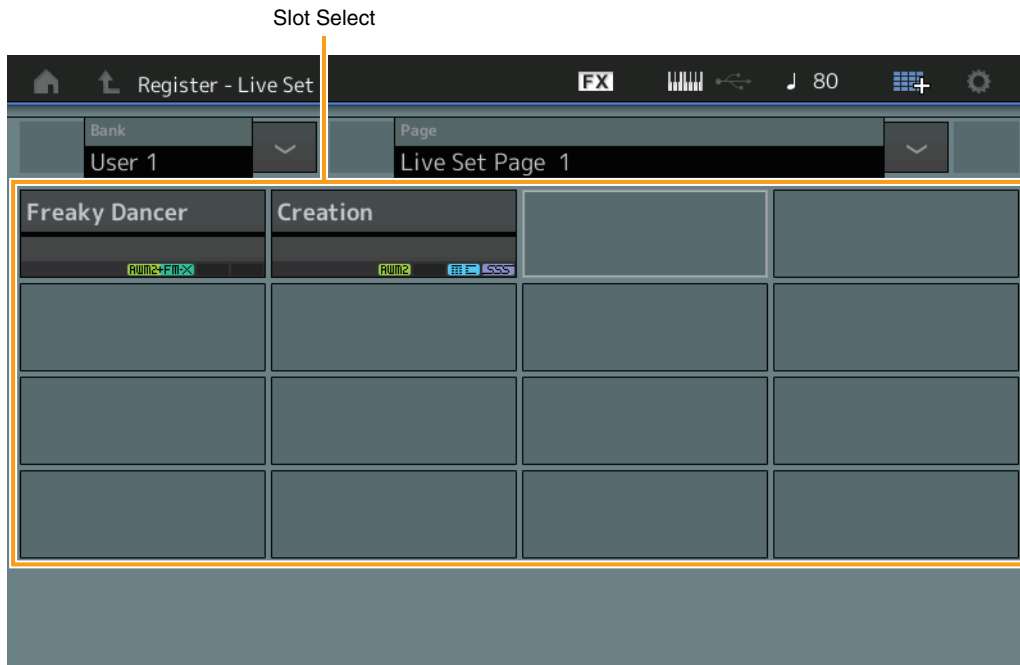 Slot Select
Register - Live Set
FX
80
Bank
User 1
Page
Live Set Page 1
Freaky Dancer
Creation
AWM2+FM-X
AWM2
SSS